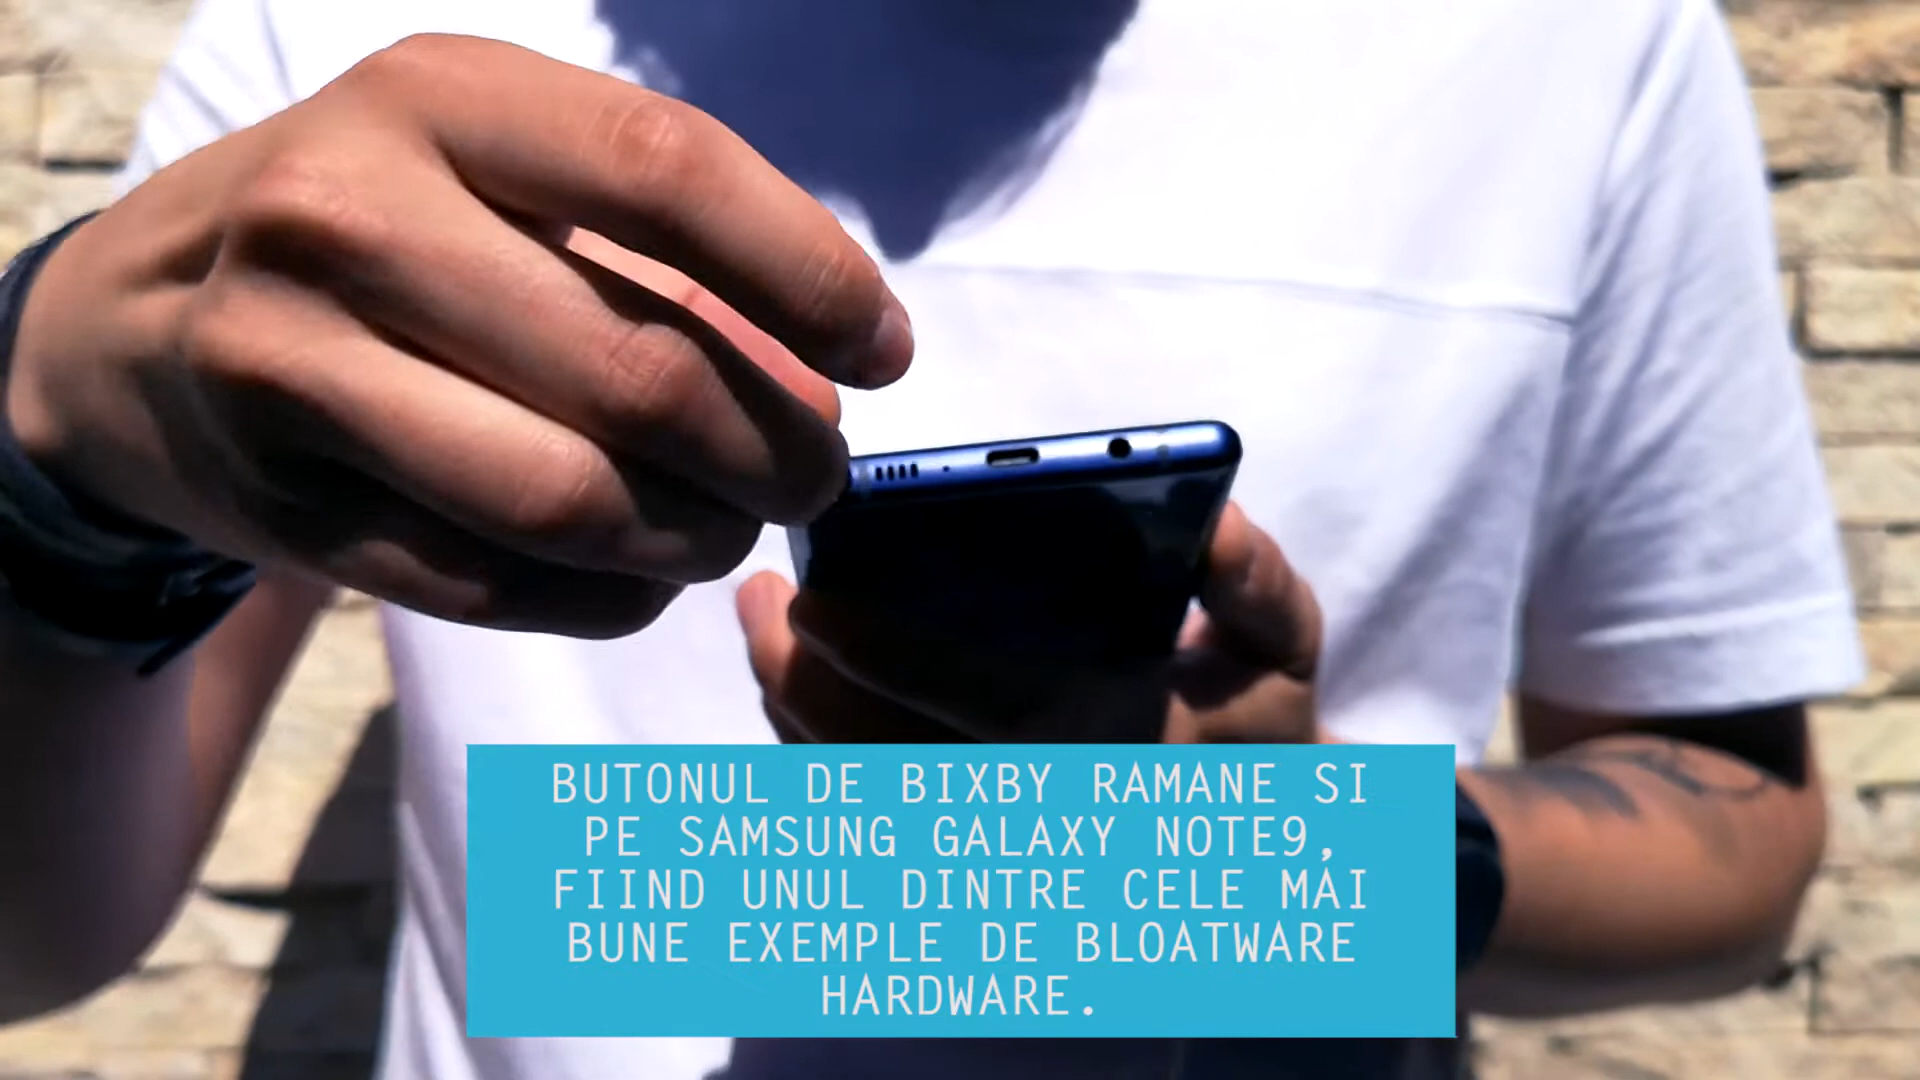 BUTONUL DE BIXBY RAMANE SI
PE SAMSUNG GALAXY NOTE9,
FIIND UNUL DINTRE CELE MAI
BUNE EXEMPLE DE BLOATWARE
HARDWARE.